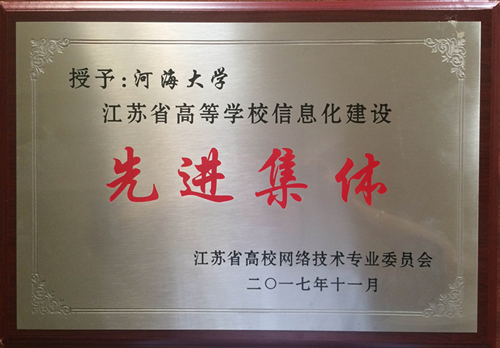 授予:河海大学
江苏省高等学校信息化建设
先进集体
江苏省高校网络技术专业委员会
二〇一七年十一月